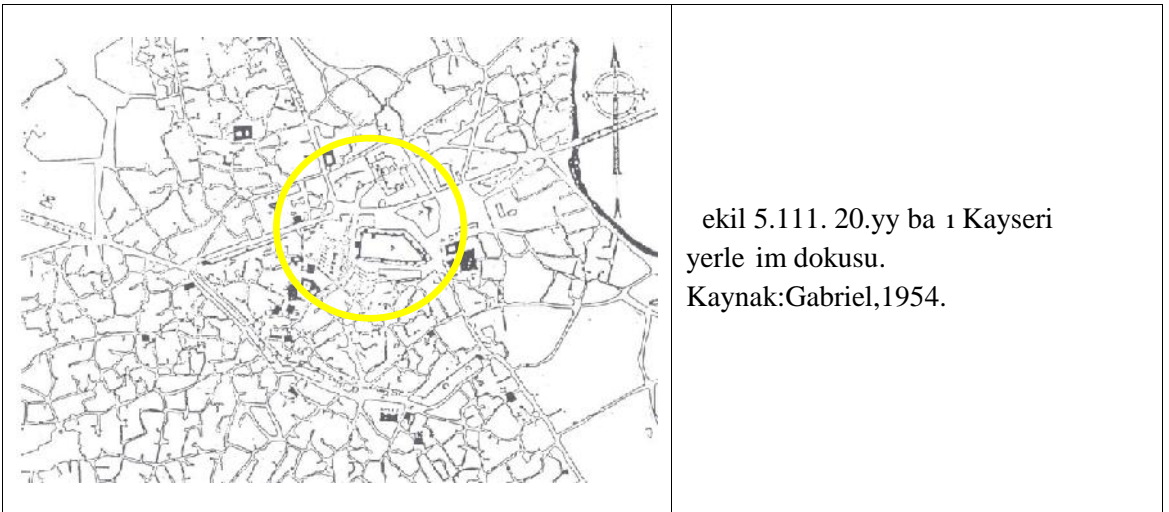 ekil 5.111. 20.yy ba ı Kayseri
yerle im dokusu.
Kaynak:Gabriel,1954.